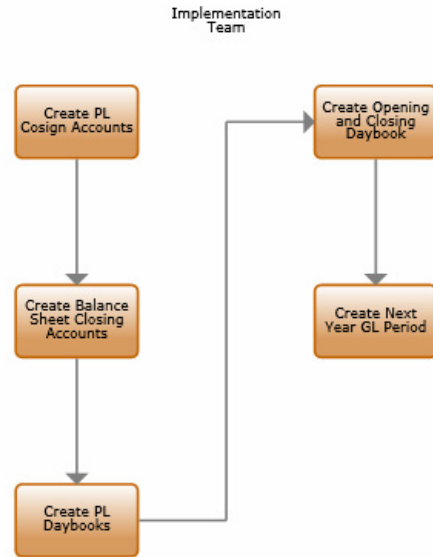 Implementation
Team
Create PL
Cosign Accounts
Create Balance
Sheet Closing
Accounts
Create PL
Daybooks
Create Opening
and Closing
Daybook
Create Next
Year GL Period